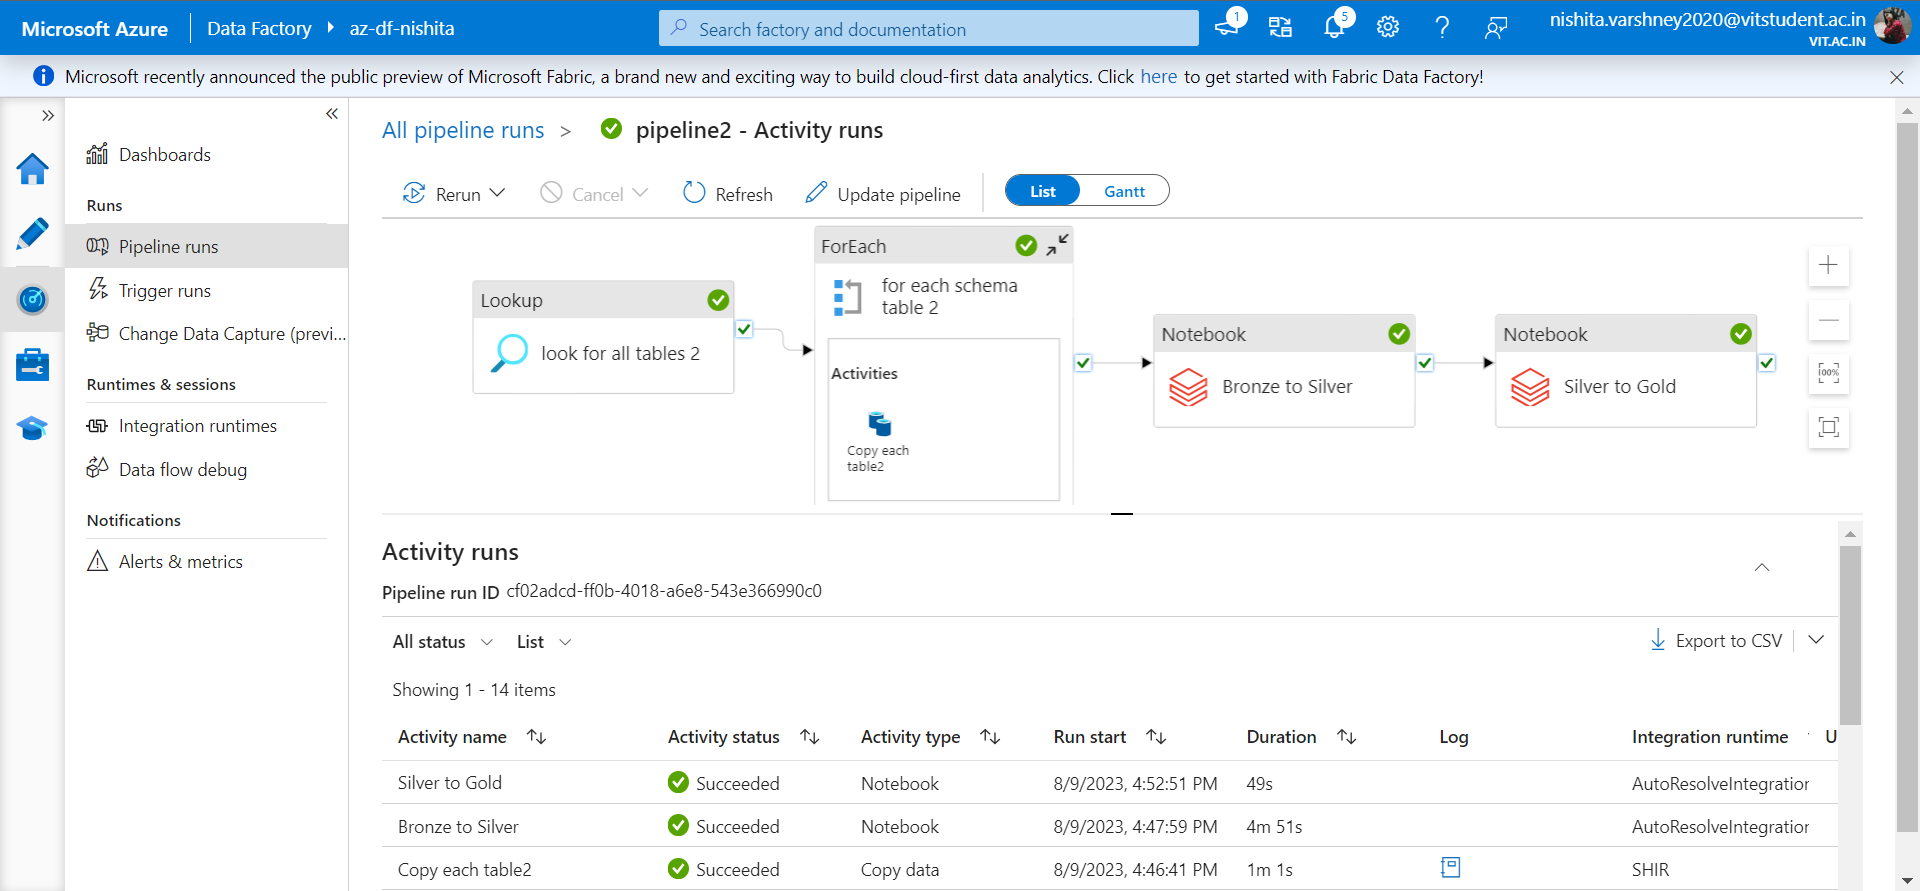 Microsoft Azure
Data Factory
az-df-nishita
Search factory and documentation
1
5
nishita.varshney2020@vitstudent.ac.in
VIT.AC.IN
Microsoft recently announced the public preview of Microsoft Fabric, a brand new and exciting way to build cloud-first data analytics. Click here to get started with Fabric Data Factory!
Dashboards
Runs
Pipeline runs
Trigger runs
Change Data Capture (previ...
Runtimes & sessions
Integration runtimes
Data flow debug
Notifications
Alerts & metrics
All pipeline runs > pipeline2 - Activity runs
Rerun
Cancel
Refresh
Update pipeline
List
Gantt
Lookup
look for all tables 2
ForEach
for each schema
table 2
Activities
Copy each
table2
Notebook
Bronze to Silver
Notebook
Silver to Gold
100%
Activity runs
Pipeline run ID cf02adcd-ff0b-4018-a6e8-543e366990c0
All status
List
Export to CSV
Showing 1 - 14 items
Activity name Activity status Activity type Run start Duration Log Integration runtime U
Silver to Gold Succeeded Notebook 8/9/2023, 4:52:51 PM 49s AutoResolveIntegration
Bronze to Silver Succeeded Notebook 8/9/2023, 4:47:59 PM 4m 51s AutoResolveIntegration
Copy each table2 Succeeded Copy data 8/9/2023, 4:46:41 PM 1m 1s SHIR